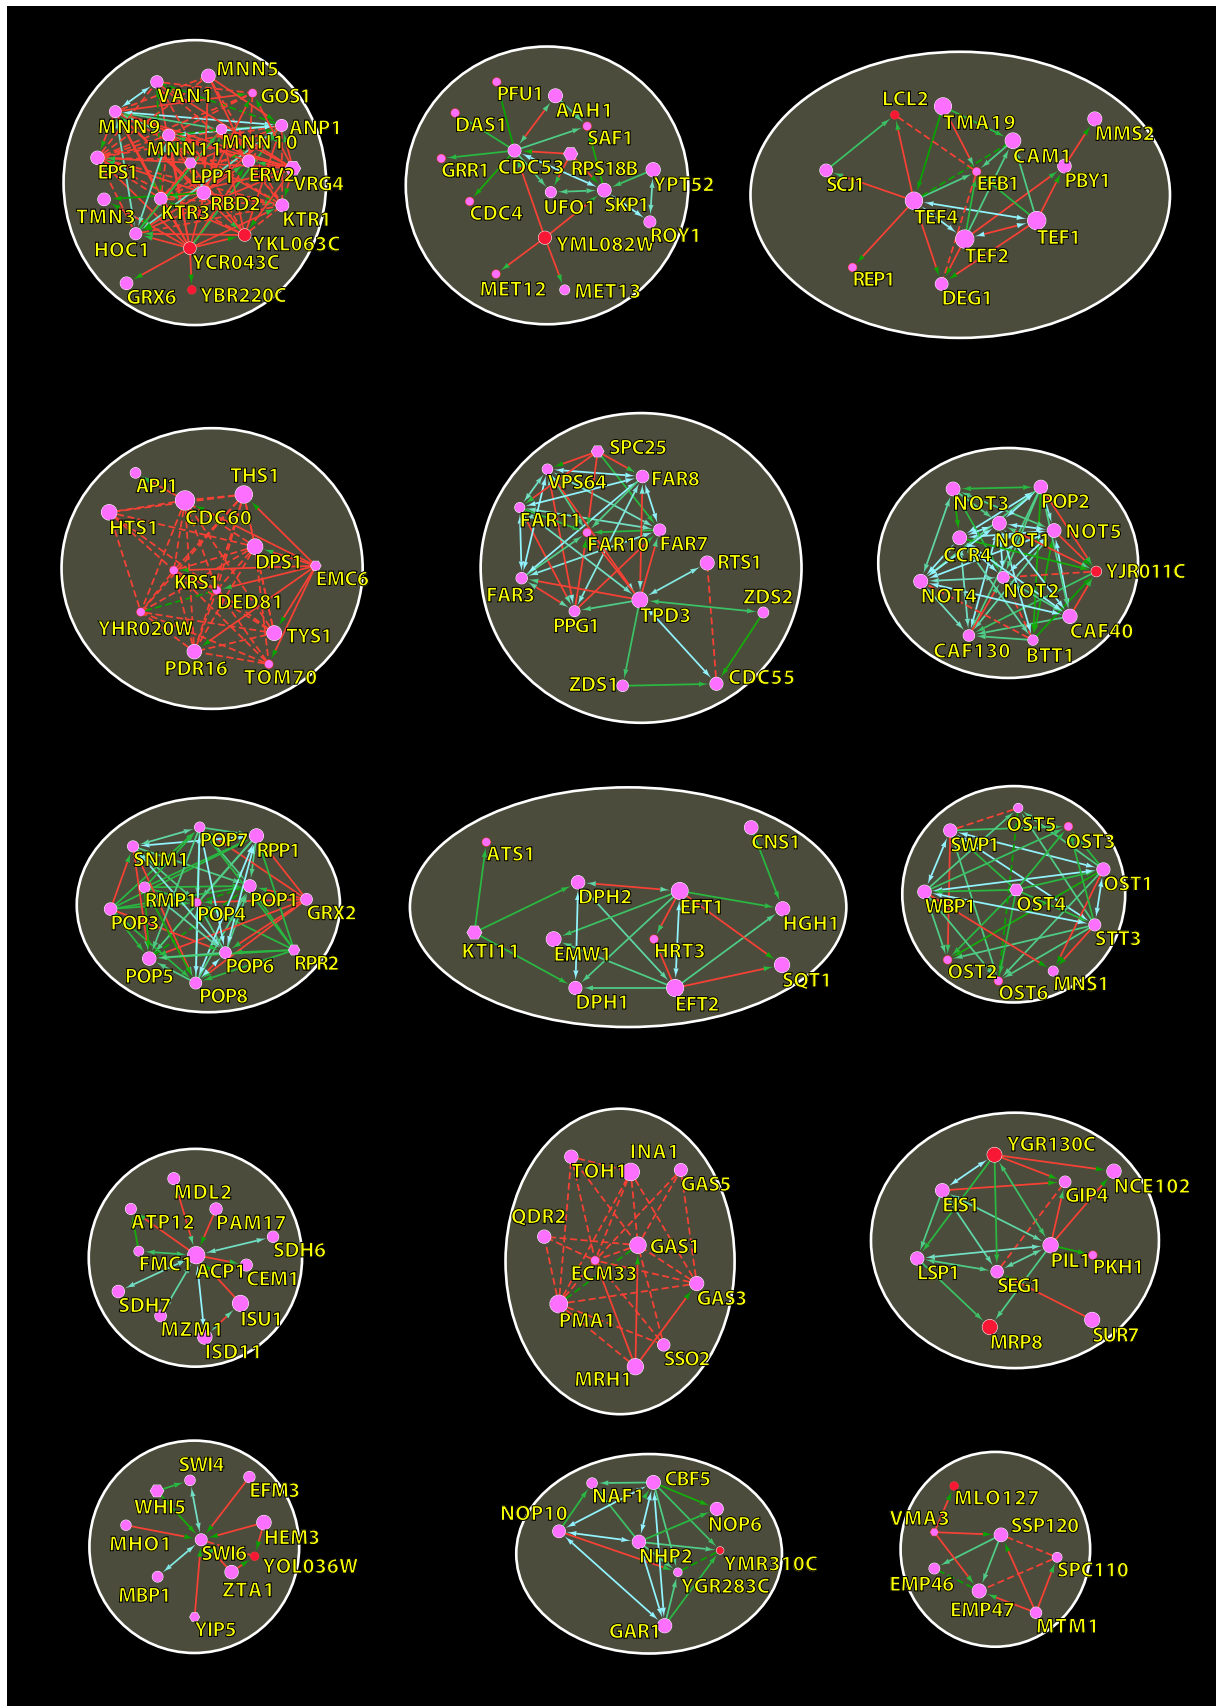 MNN5
VAN1
GOS1
MNN9
ANP1
MNN10
MNN11
EPS1
LPP1
ERV2
VRG4
TMN3
KTR3
RBD2
KTR1
HOC1
YKL063C
YCR043C
GRX6
YBR220C
PFU1
AAH1
DAS1
SAF1
GRR1
CDC53
RPS18B
YPT52
CDC4
UFO1
SKP1
ROY1
YML082W
MET12
MET13
LCL2
TMA19
MMS2
CAM1
SCJ1
EFB1
PBY1
TEF4
TEF1
TEF2
REP1
DEG1
APJ1
THS1
HTS1
CDC60
DPS1
KRS1
EMC6
DED81
YHR020W
TYS1
PDR16
TOM70
SPC25
VPS64
FAR8
FAR11
FAR10
FAR7
RTS1
FAR3
ZDS2
PPG1
TPD3
ZDS1
CDC55
NOT3
POP2
NOT1
NOT5
CCR4
YJR011C
NOT4
NOT2
CAF40
CAF130
BTT1
POP7
SNM1
RPP1
RMP1
POP1
POP4
GRX2
POP3
POP5
POP6
RPR2
POP8
CNS1
ATS1
DPH2
EFT1
HGH1
KTI11
EMW1
HRT3
SQT1
DPH1
EFT2
OST5
SWP1
OST3
OST1
WBP1
OST4
STT3
OST2
MNS1
OST6
MDL2
ATP12
PAM17
SDH6
FMC1
ACP1
CEM1
SDH7
MZM1
ISU1
ISD11
INA1
TOH1
GAS5
QDR2
GAS1
ECM33
GAS3
PMA1
SSO2
MRH1
YGR130C
NCE102
EIS1
GIP4
LSP1
PIL1
SEG1
PKH1
MRP8
SUR7
SWI4
EFM3
WHI5
MHO1
HEM3
SWI6
YOL036W
MBP1
ZTA1
YIP5
CBF5
NAF1
NOP10
NOP6
NHP2
YMR310C
YGR283C
GAR1
MLO127
VMA3
SSP120
SPC110
EMP46
EMP47
MTM1